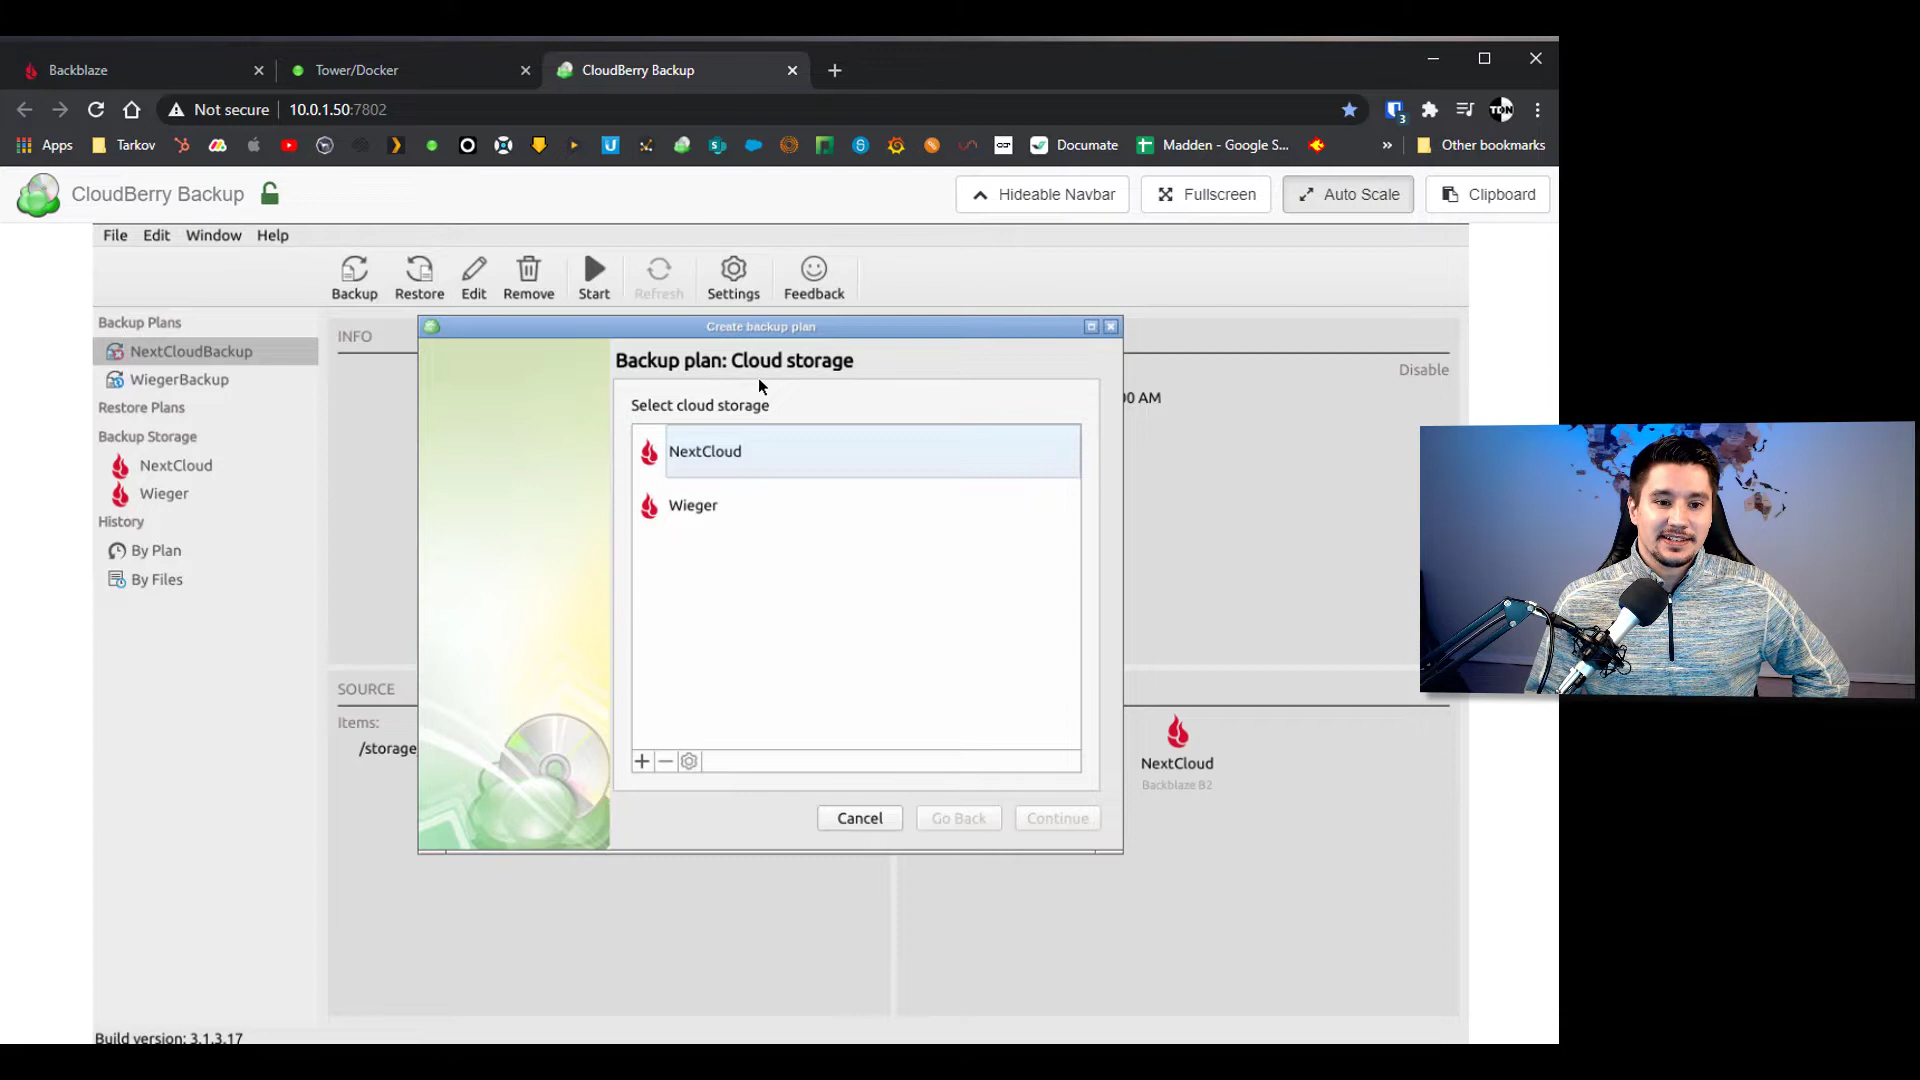 Backblaze
Tower/Docker
CloudBerry Backup
Not secure
10.0.1.50:7802
3
Apps
Tarkov
Documate
Madden - Google S...
»
Other bookmarks
CloudBerry Backup
Hideable Navbar
Fullscreen
Auto Scale
Clipboard
File
Edit
Window
Help
Backup
Restore
Edit
Remove
Start
Refresh
Settings
Feedback
Backup Plans
NextCloudBackup
WiegerBackup
Restore Plans
Backup Storage
NextCloud
Wieger
History
By Plan
By Files
INFO
Disable
00 AM
Create backup plan
Backup plan: Cloud storage
Select cloud storage
NextCloud
Wieger
Cancel
Go Back
Continue
SOURCE
Items:
/storage
NextCloud
Backblaze B2
Build version: 3.1.3.17